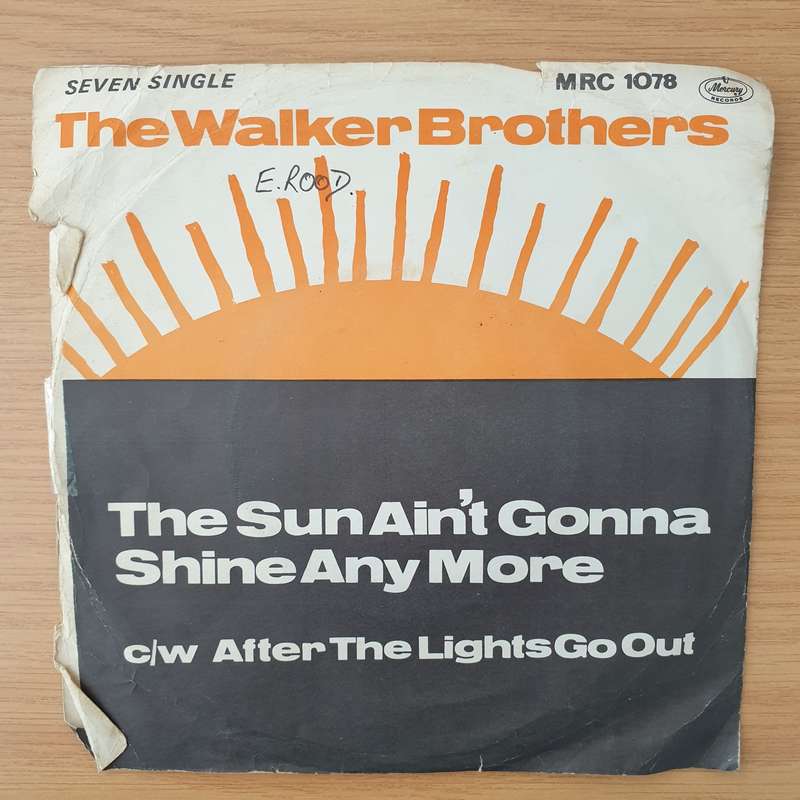 SEVEN SINGLE
MRC 1078
Mercury
RECORDS
The Walker Brothers
E. ROOD.
The Sun Ain't Gonna
Shine Any More
c/w After The Lights Go Out